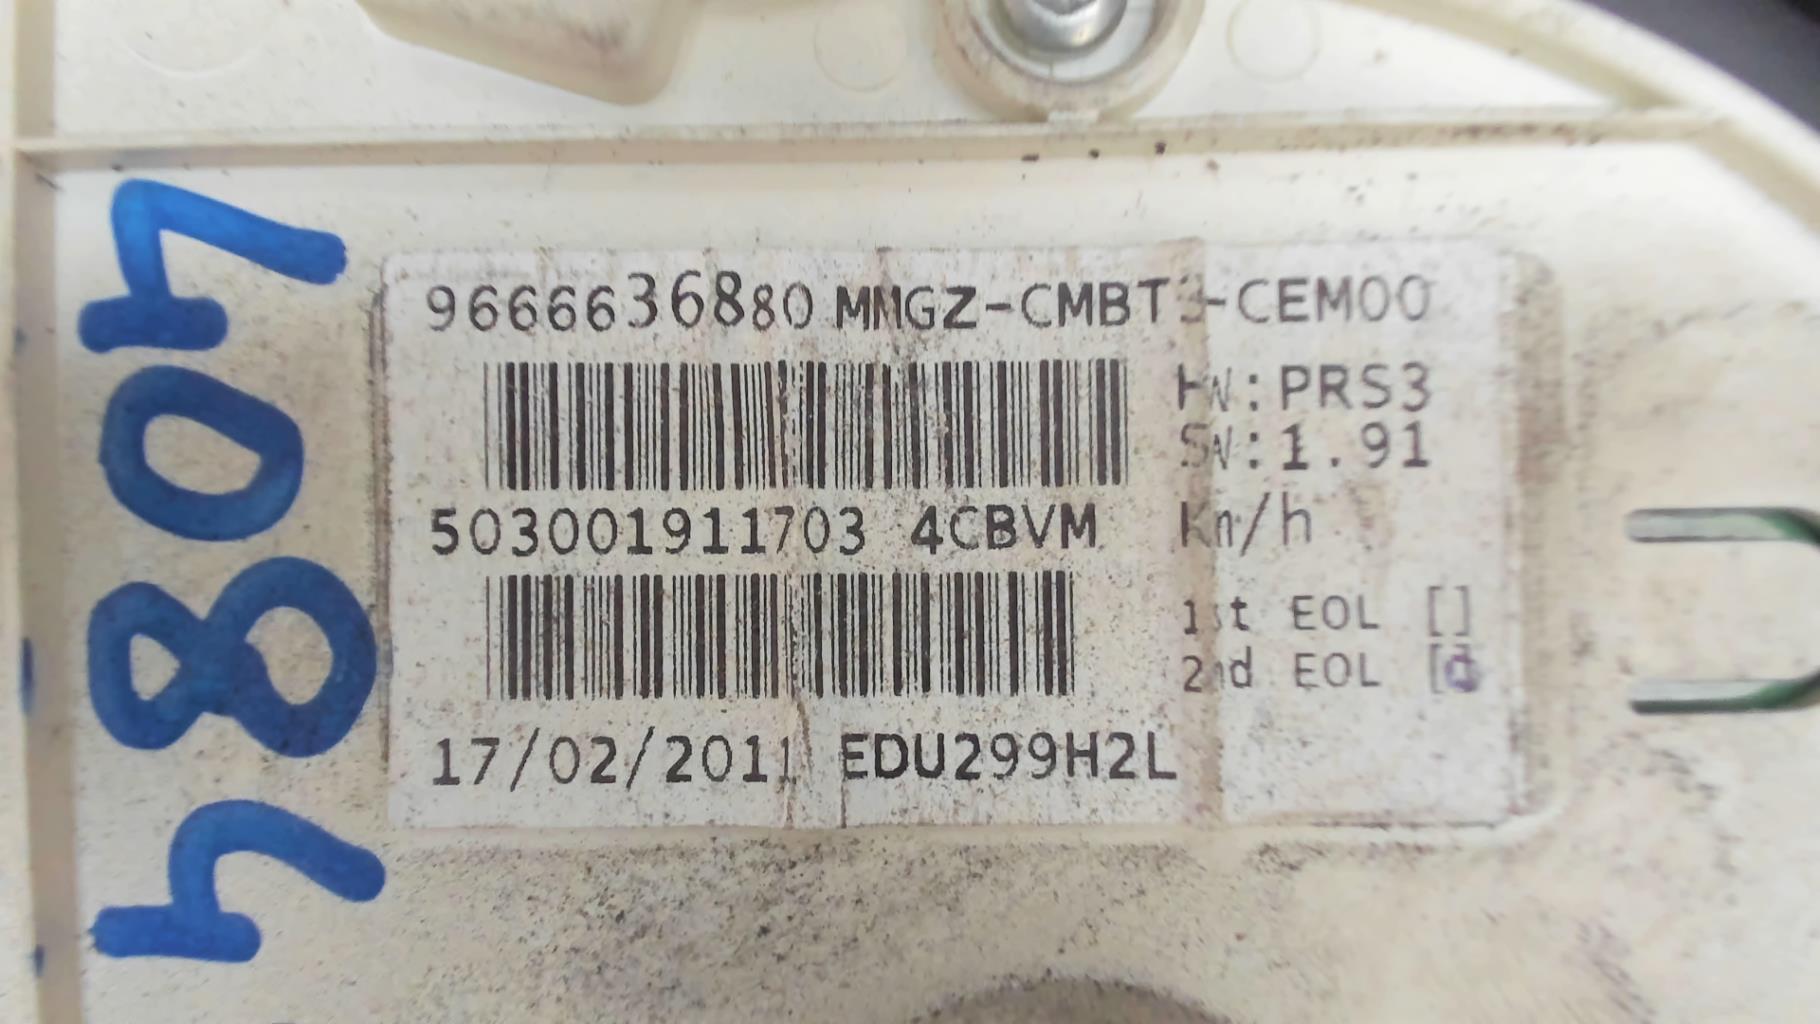 9666636880 MMGZ-CMBT3-CEM00
HW:PRS3
SW:1.91
503001911703 4CBVM Km/h
1st EOL []
2nd EOL [d
17/02/2011 EDU299H2L
4084